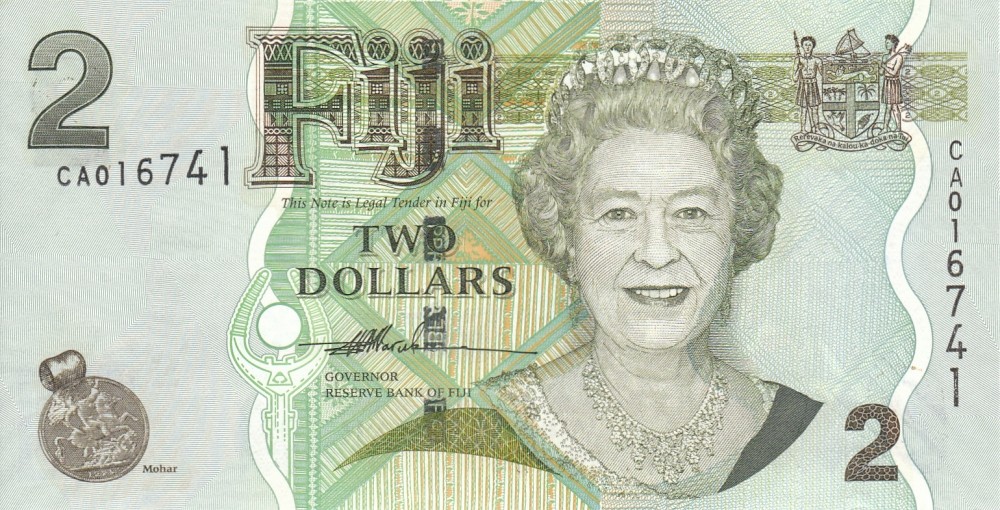 2
Fiji
CA016741
This Note is Legal Tender in Fiji for
TWO
DOLLARS
GOVERNOR
RESERVE BANK OF FIJI
Mohar
Rerevaka·na·kalou·ka·doka·na·tui
CA016741
2